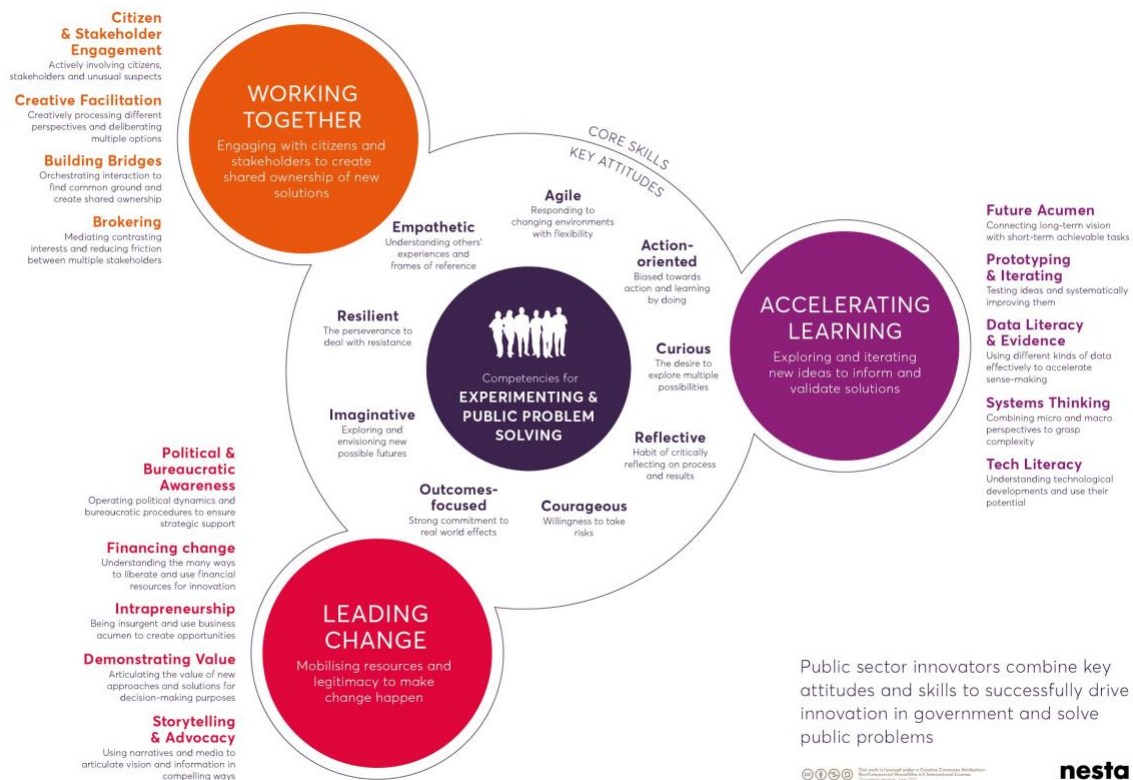 Citizen
& Stakeholder
Engagement
Actively involving citizens,
stakeholders and unusual suspects
Creative Facilitation
Creatively processing different
perspectives and deliberating
multiple options
Building Bridges
Orchestrating interaction to
find common ground and
create shared ownership
Brokering
Mediating contrasting
interests and reducing friction
between multiple stakeholders
WORKING
TOGETHER
Engaging with citizens and
stakeholders to create
shared ownership of new
solutions
CORE SKILLS
KEY ATTITUDES
Agile
Responding to
changing environments
with flexibility
Empathetic
Understanding others'
experiences and
frames of reference
Action-
oriented
Biased towards
action and learning
by doing
Resilient
The perseverance to
deal with resistance
Curious
The desire to
explore multiple
possibilities
Imaginative
Exploring and
envisioning new
possible futures
Reflective
Habit of critically
reflecting on process
and results
Outcomes-
focused
Strong commitment to
real world effects
Courageous
Willingness to take
risks
Competencies for
EXPERIMENTING &
PUBLIC PROBLEM
SOLVING
ACCELERATING
LEARNING
Exploring and iterating
new ideas to inform and
validate solutions
Future Acumen
Connecting long-term vision
with short-term achievable tasks
Prototyping
& Iterating
Testing ideas and systematically
improving them
Data Literacy
& Evidence
Using different kinds of data
effectively to accelerate
sense-making
Systems Thinking
Combining micro and macro
perspectives to grasp
complexity
Tech Literacy
Understanding technological
developments and use their
potential
Political &
Bureaucratic
Awareness
Operating political dynamics and
bureaucratic procedures to ensure
strategic support
Financing change
Understanding the many ways
to liberate and use financial
resources for innovation
Intrapreneurship
Being insurgent and use business
acumen to create opportunities
Demonstrating Value
Articulating the value of new
approaches and solutions for
decision-making purposes
Storytelling
& Advocacy
Using narratives and media to
articulate vision and information in
compelling ways
LEADING
CHANGE
Mobilising resources and
legitimacy to make
change happen
Public sector innovators combine key
attitudes and skills to successfully drive
innovation in government and solve
public problems
This work is licensed under a Creative Commons Attribution-
NonCommercial-ShareAlike 4.0 International License.
nesta